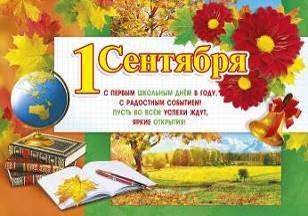 1 Сентября
С ПЕРВЫМ ШКОЛЬНЫМ ДНЁМ В ГОДУ,
С РАДОСТНЫМ СОБЫТИЕМ!
ПУСТЬ ВО ВСЁМ УСПЕХИ ЖДУТ,
ЯРКИЕ ОТКРЫТИЯ!